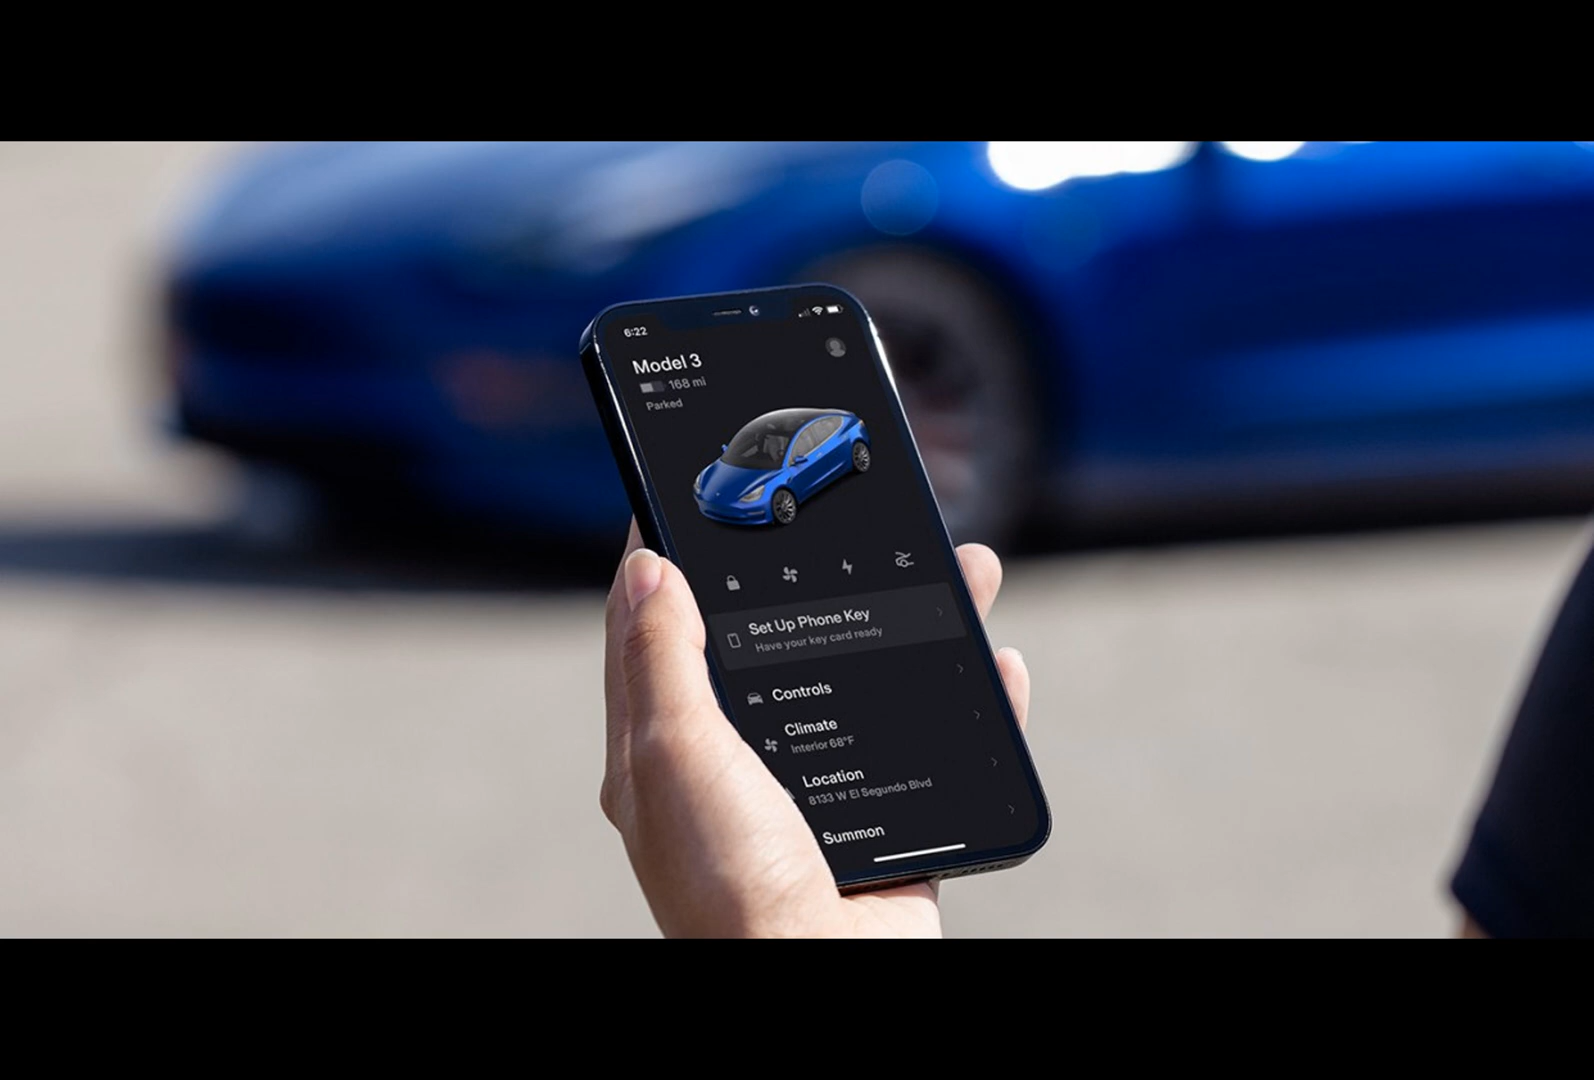 6:22
Model 3
168 mi
Parked
Set Up Phone Key
Have your key card ready
Controls
Climate
Interior 68°F
Location
8133 W El Segundo Blvd
Summon